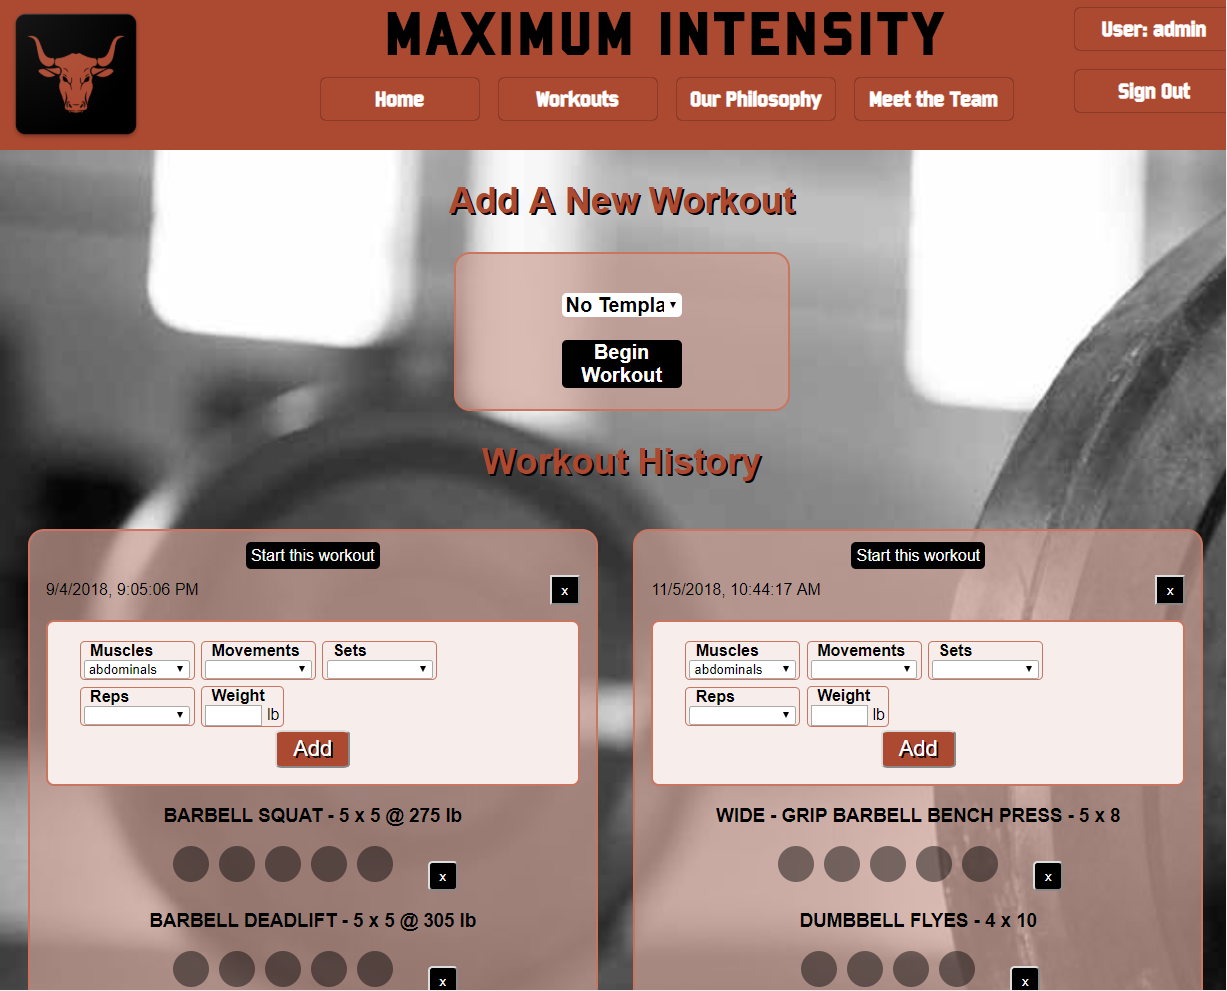 MAXIMUM INTENSITY
User: admin
Home
Workouts
Our Philosophy
Meet the Team
Sign Out
Add A New Workout
No Templa
Begin
Workout
Workout History
Start this workout
9/4/2018, 9:05:06 PM
x
Muscles
Movements
Sets
abdominals
Reps
Weight
lb
Add
BARBELL SQUAT - 5 x 5 @ 275 lb
x
BARBELL DEADLIFT - 5 x 5 @ 305 lb
x
Start this workout
11/5/2018, 10:44:17 AM
x
Muscles
Movements
Sets
abdominals
Reps
Weight
lb
Add
WIDE - GRIP BARBELL BENCH PRESS - 5 x 8
x
DUMBBELL FLYES - 4 x 10
x